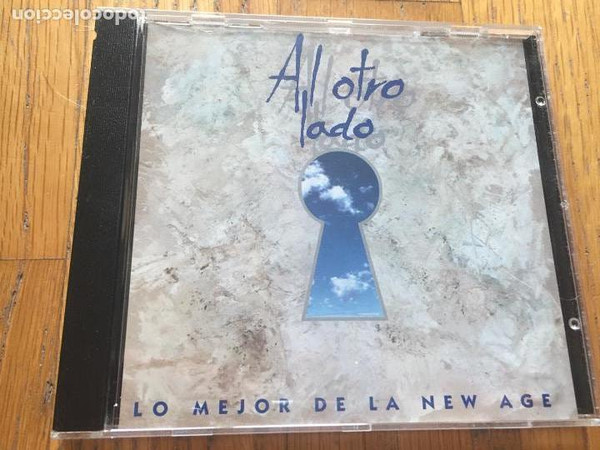 todocoleccion
Al otro
lado
LO MEJOR DE LA NEW AGE